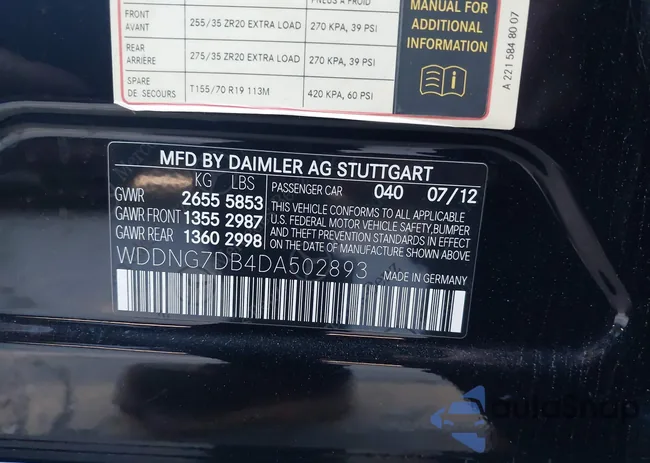 PNEUS À FROID
FRONT AVANT 255/35 ZR20 EXTRA LOAD 270 KPA, 39 PSI
REAR ARRIERE 275/35 ZR20 EXTRA LOAD 270 KPA, 39 PSI
SPARE DE SECOURS T155/70 R19 113M 420 KPA, 60 PSI
MANUAL FOR
ADDITIONAL
INFORMATION
A 221 584 80 07
MFD BY DAIMLER AG STUTTGART
KG LBS
GVWR 2655 5853
GAWR FRONT 1355 2987
GAWR REAR 1360 2998
PASSENGER CAR 040 07/12
THIS VEHICLE CONFORMS TO ALL APPLICABLE
U.S. FEDERAL MOTOR VEHICLE SAFETY,BUMPER
AND THEFT PREVENTION STANDARDS IN EFFECT
ON THE DATE OF MANUFACTURE SHOWN ABOVE
WDDNG7DB4DA502893
MADE IN GERMANY
AutoSnap